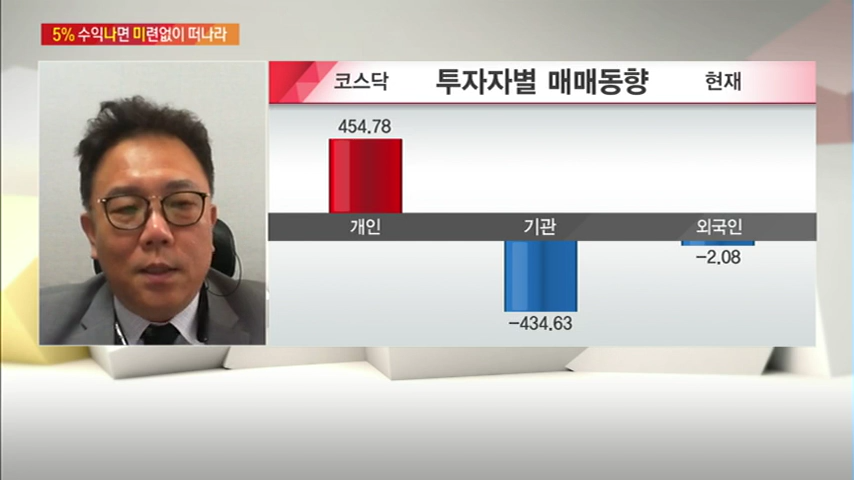 5% 수익나면 미련없이 떠나라
코스닥 투자자별 매매동향 현재
454.78
개인 기관 외국인
-2.08
-434.63